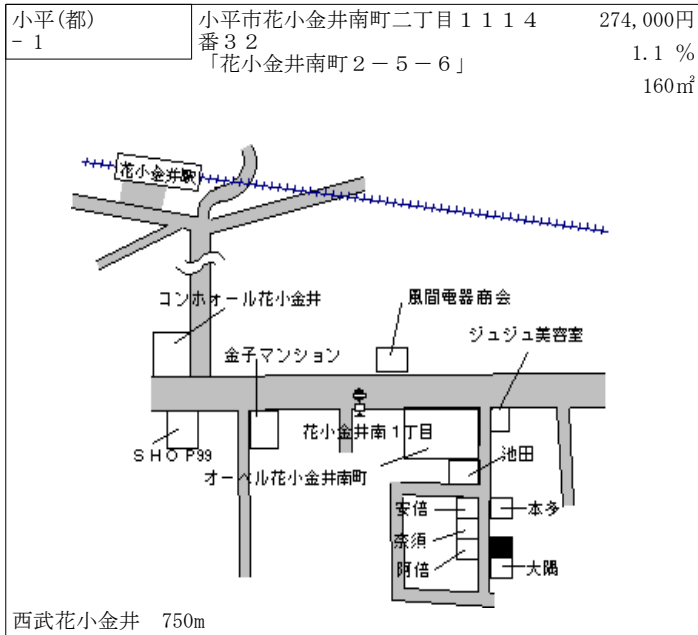 小平(都)
－1
小平市花小金井南町二丁目１１１４
番３２
「花小金井南町２－５－６」
274,000円
1.1 %
160㎡
花小金井駅
コンホォール花小金井
風間電器商会
ジュジュ美容室
金子マンション
花小金井南１丁目
ＳＨＯＰ99
オーベル花小金井南町
池田
安倍
本多
奈須
阿倍
大隅
西武花小金井　750m